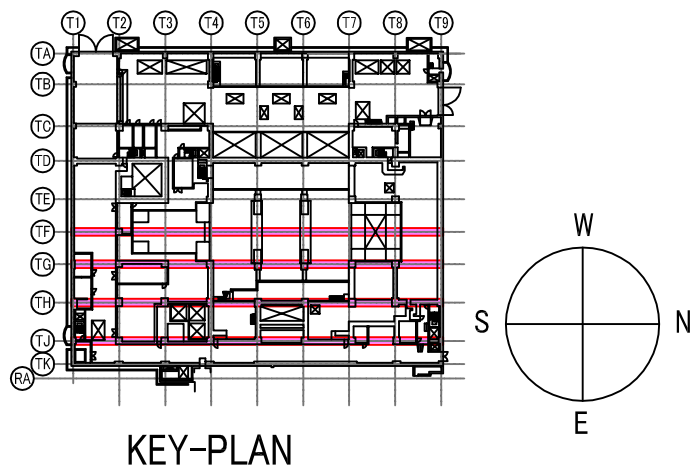 T1 T2 T3 T4 T5 T6 T7 T8 T9
TA
TB
TC
TD
TE
TF
TG
TH
TJ
TK
RA
W
S N
E
KEY-PLAN